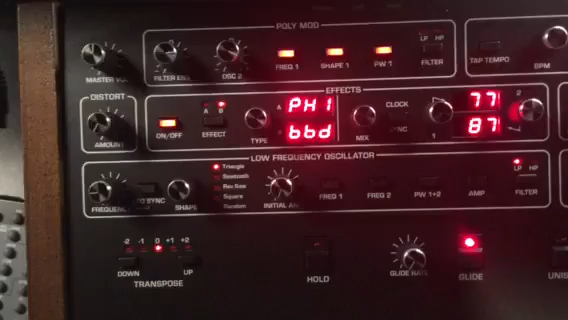 POLY MOD
MASTER VOL
FILTER ENV
OSC 2
FREQ 1
SHAPE 1
PW 1
LP HP
FILTER
TAP TEMPO
BPM
DISTORT
AMOUNT
EFFECTS
ON/OFF
A B
EFFECT
TYPE
A PH1
B bbd
MIX
CLOCK
SYNC
1
77
87
2
LOW FREQUENCY OSCILLATOR
FREQUENCY
SYNC
SHAPE
Triangle
Sawtooth
Rev Saw
Square
Random
INITIAL
FREQ 1
FREQ 2
PW 1+2
AMP
LP HP
FILTER
-2 -1 0 +1 +2
DOWN
UP
TRANSPOSE
HOLD
GLIDE RATE
GLIDE
UNIS